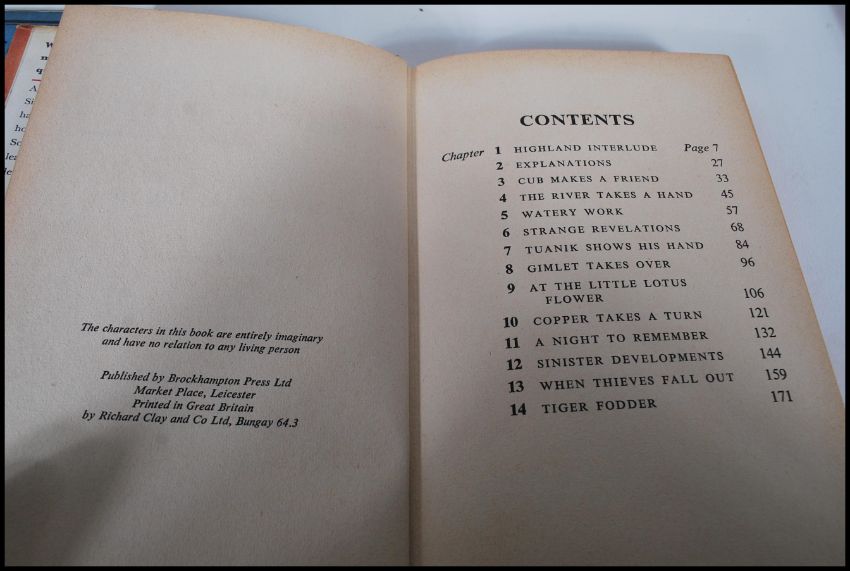 The characters in this book are entirely imaginary
and have no relation to any living person
Published by Brockhampton Press Ltd
Market Place, Leicester
Printed in Great Britain
by Richard Clay and Co Ltd, Bungay 64.3
CONTENTS
Chapter 1 HIGHLAND INTERLUDE Page 7
2 EXPLANATIONS 27
3 CUB MAKES A FRIEND 33
4 THE RIVER TAKES A HAND 45
5 WATERY WORK 57
6 STRANGE REVELATIONS 68
7 TUANIK SHOWS HIS HAND 84
8 GIMLET TAKES OVER 96
9 AT THE LITTLE LOTUS
FLOWER 106
10 COPPER TAKES A TURN 121
11 A NIGHT TO REMEMBER 132
12 SINISTER DEVELOPMENTS 144
13 WHEN THIEVES FALL OUT 159
14 TIGER FODDER 171